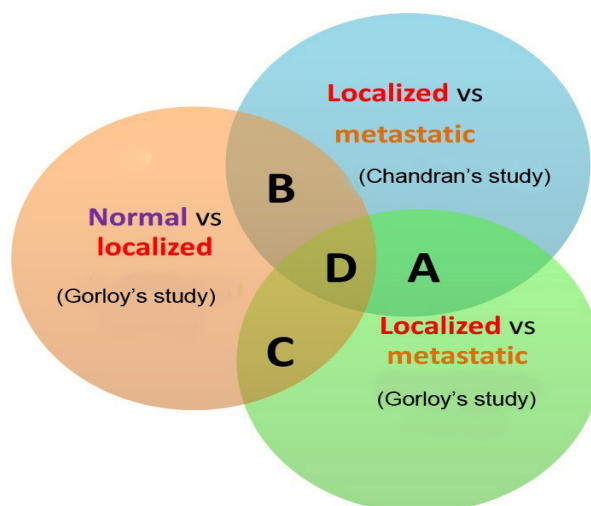 Localized vs
metastatic
(Chandran's study)
B
Normal vs
localized
(Gorloy's study)
D
A
C
Localized vs
metastatic
(Gorloy's study)